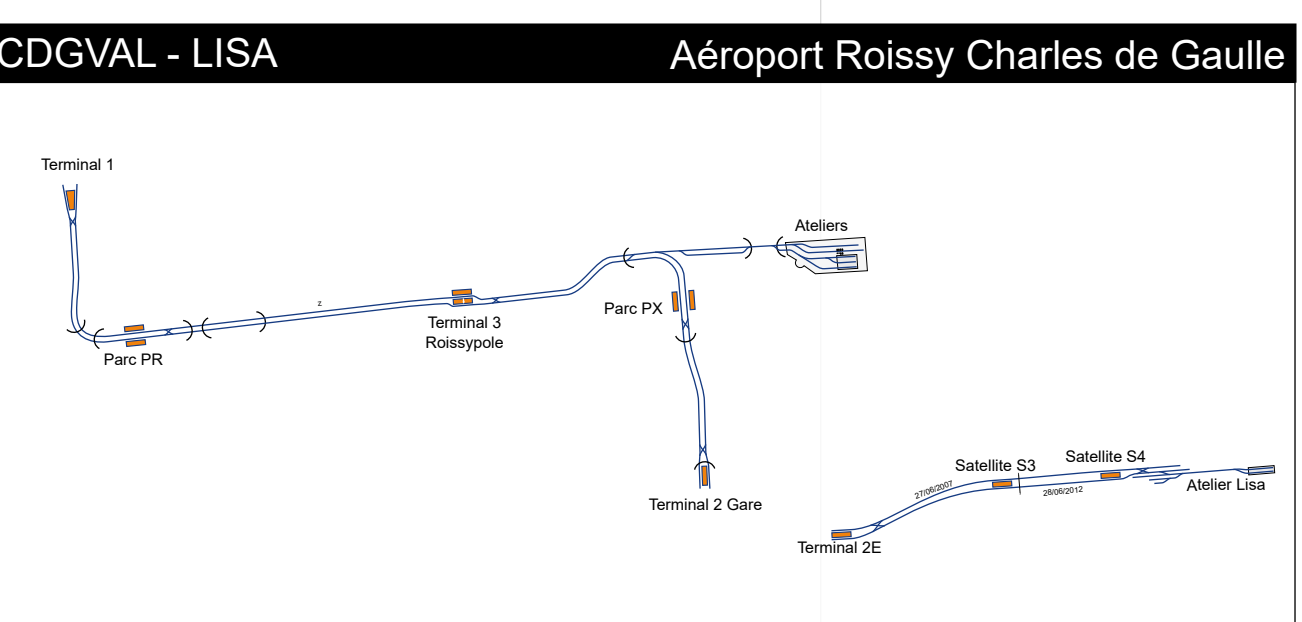 CDGVAL - LISA
Aéroport Roissy Charles de Gaulle
Terminal 1
Ateliers
z
Parc PX
Terminal 3
Roissypole
Parc PR
Satellite S4
Satellite S3
Atelier Lisa
27/06/2007
28/06/2012
Terminal 2 Gare
Terminal 2E